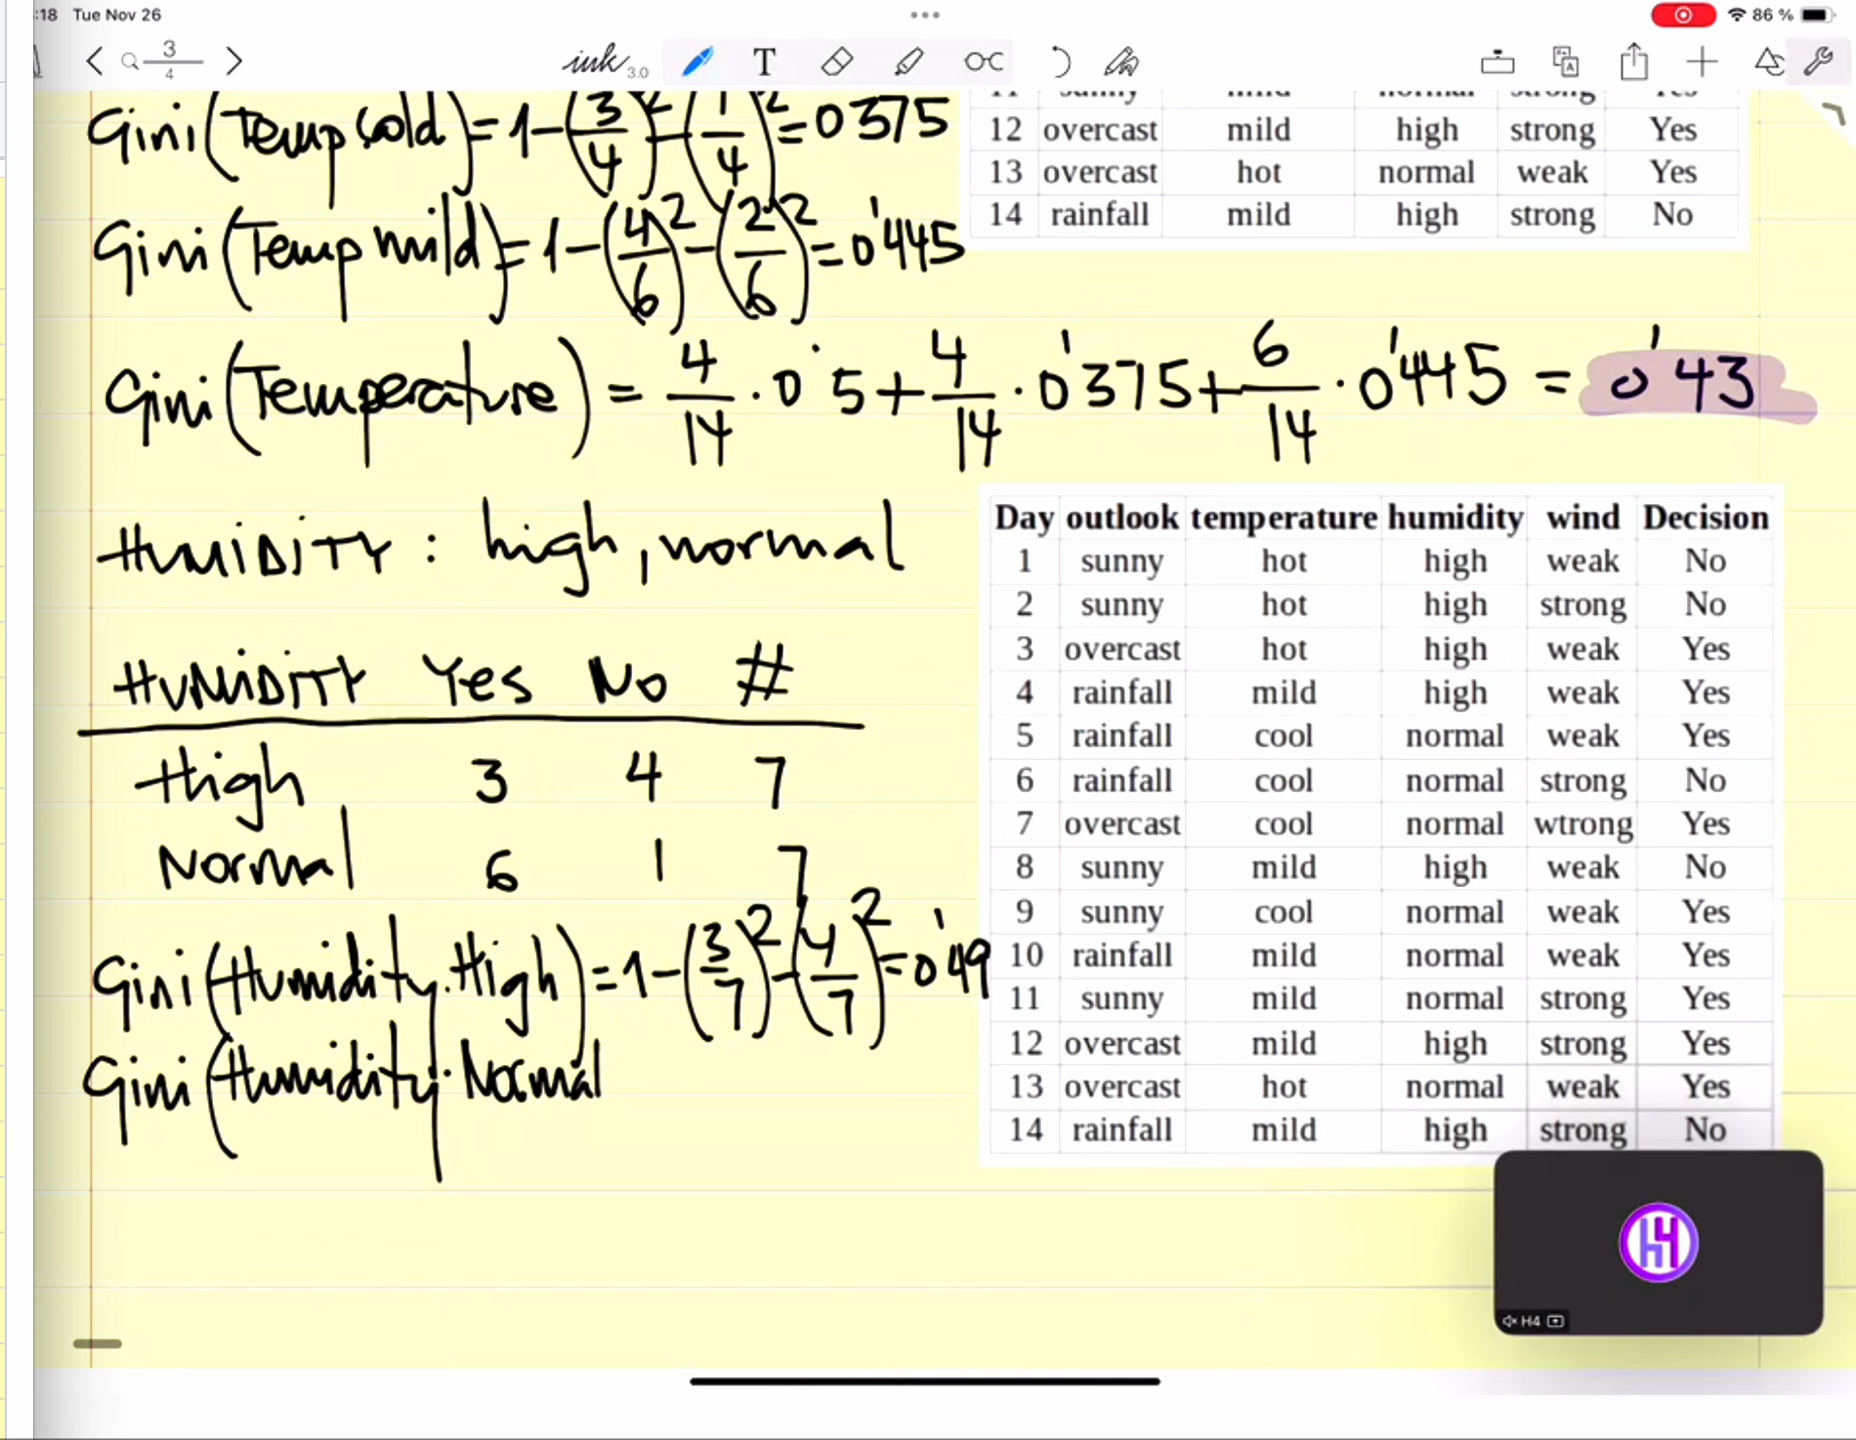 :18 Tue Nov 26
86 %
3
4
ink 3.0
T
Gini(Temp Cold)=1-(3/4)²-(1/4)²=0375
Gini(Temp mild)=1-(4/6)²-(2/6)²=0'445
11 sunny mild normal strong Yes
12 overcast mild high strong Yes
13 overcast hot normal weak Yes
14 rainfall mild high strong No
Gini(Temperature) = 4/14 · 0'5 + 4/14 · 0'375 + 6/14 · 0'445 = 0'43
HUMIDITY : high, normal
HUMIDITY Yes No #
High 3 4 7
Normal 6 1 7
Gini(Humidity.High)=1-(3/7)²-(4/7)²=0'49
Gini(Humidity.Normal
Day outlook temperature humidity wind Decision
1 sunny hot high weak No
2 sunny hot high strong No
3 overcast hot high weak Yes
4 rainfall mild high weak Yes
5 rainfall cool normal weak Yes
6 rainfall cool normal strong No
7 overcast cool normal wtrong Yes
8 sunny mild high weak No
9 sunny cool normal weak Yes
10 rainfall mild normal weak Yes
11 sunny mild normal strong Yes
12 overcast mild high strong Yes
13 overcast hot normal weak Yes
14 rainfall mild high strong No
H4